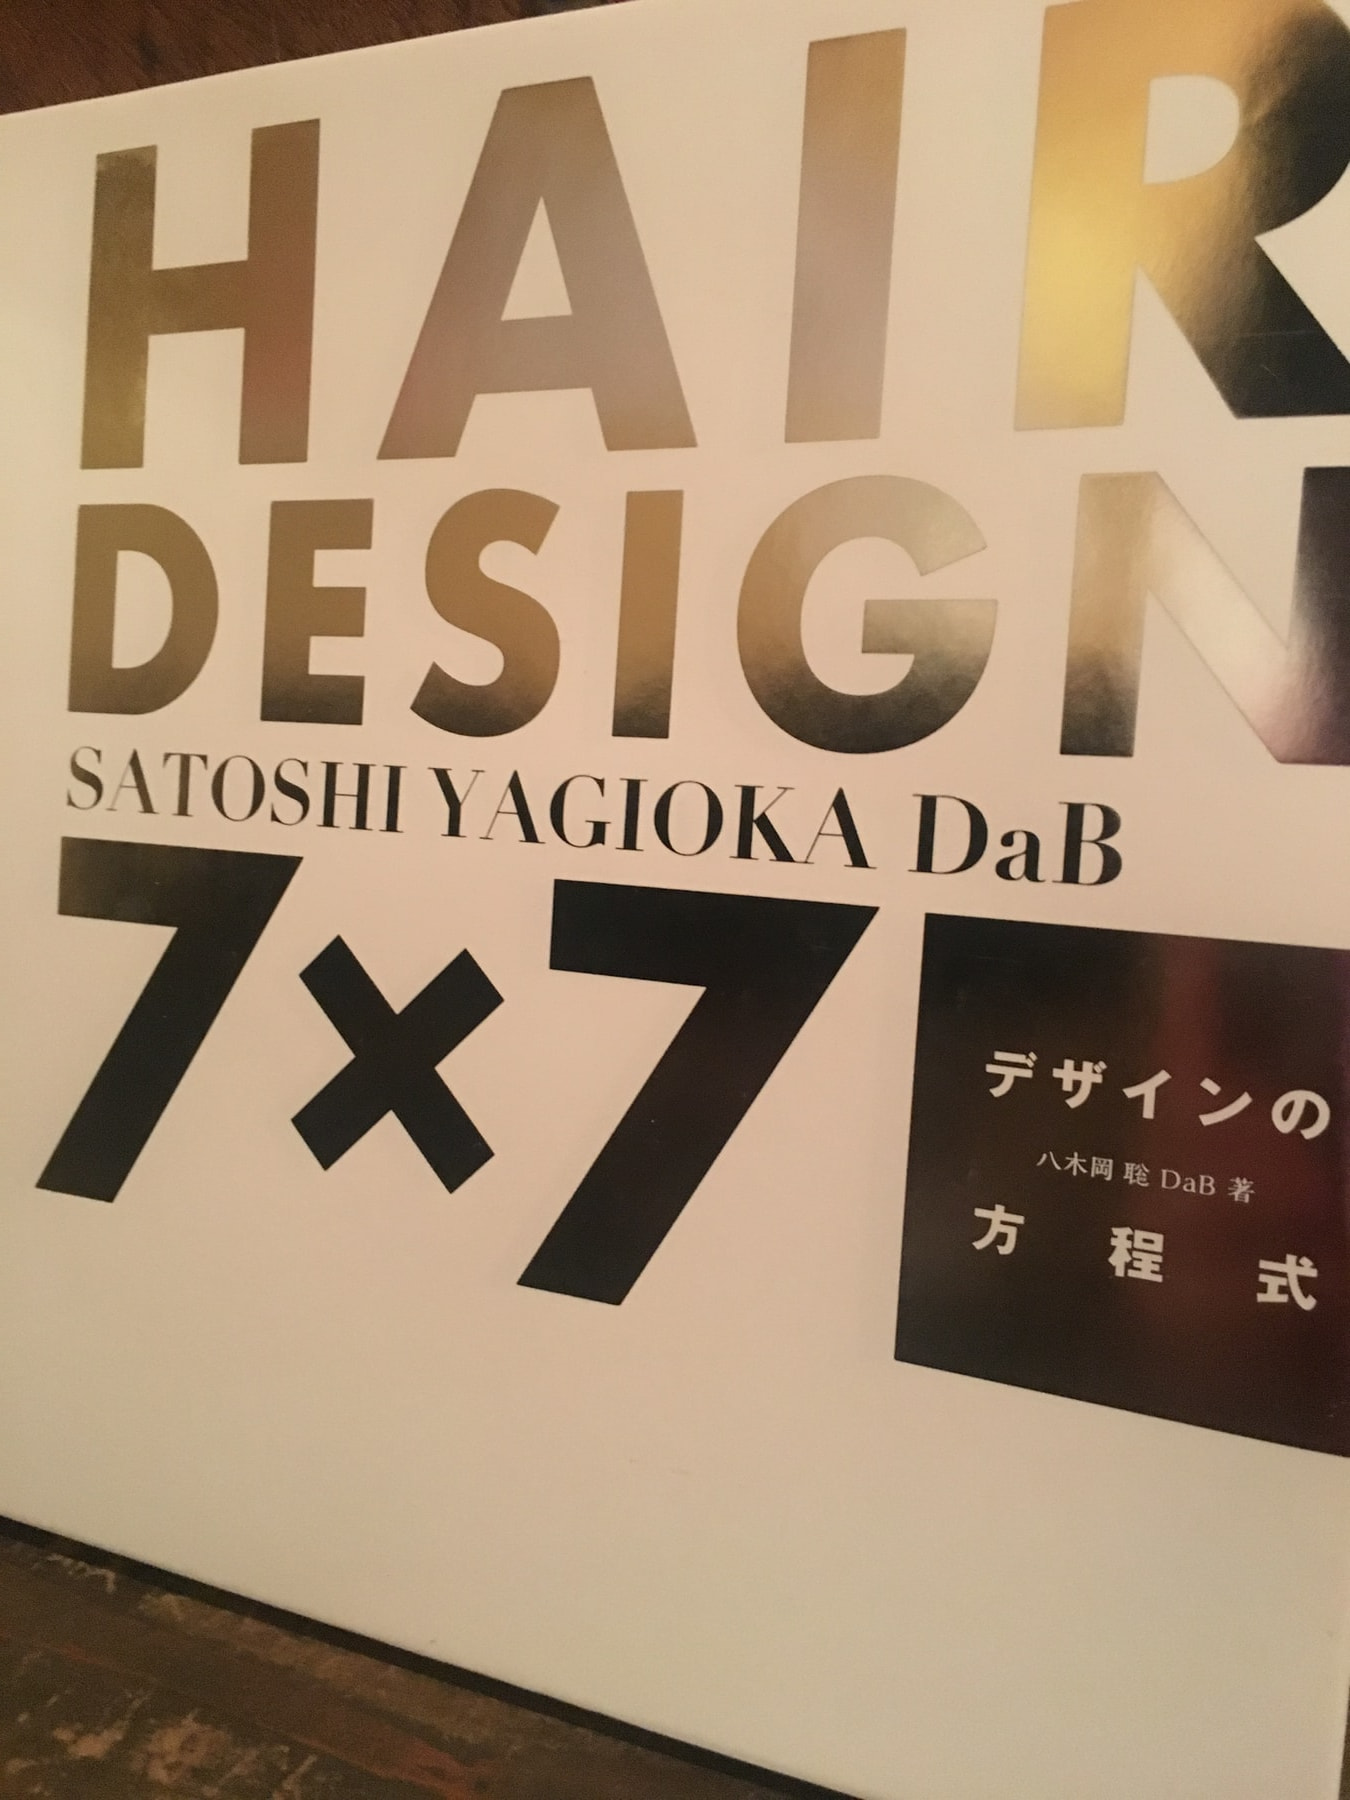 HAIR
DESIGN
SATOSHI YAGIOKA DaB
7×7
デザインの
八木岡 聡 DaB 著
方程式